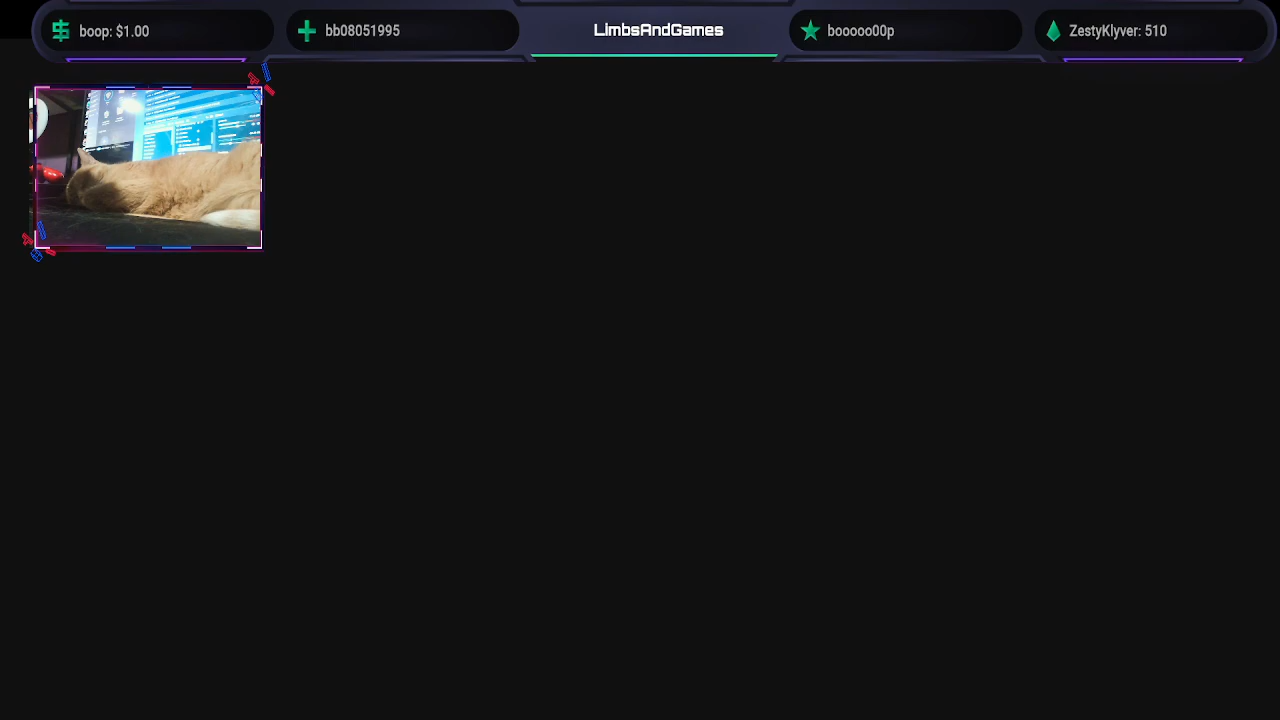 boop: $1.00
bb08051995
LimbsAndGames
booooo00p
ZestyKlyver: 510